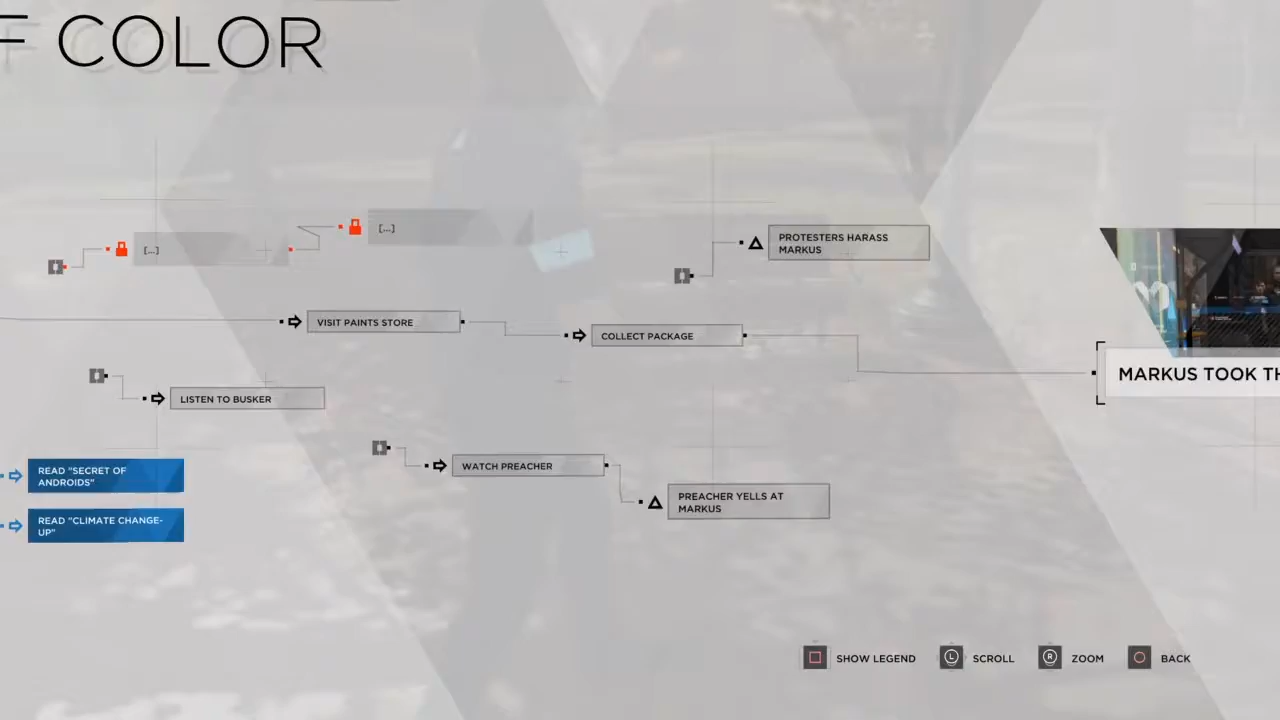 F COLOR
[...]
[...]
PROTESTERS HARASS
MARKUS
VISIT PAINTS STORE
COLLECT PACKAGE
MARKUS TOOK TH
LISTEN TO BUSKER
WATCH PREACHER
READ "SECRET OF
ANDROIDS"
PREACHER YELLS AT
MARKUS
READ "CLIMATE CHANGE-
UP"
SHOW LEGEND
L SCROLL
R ZOOM
BACK